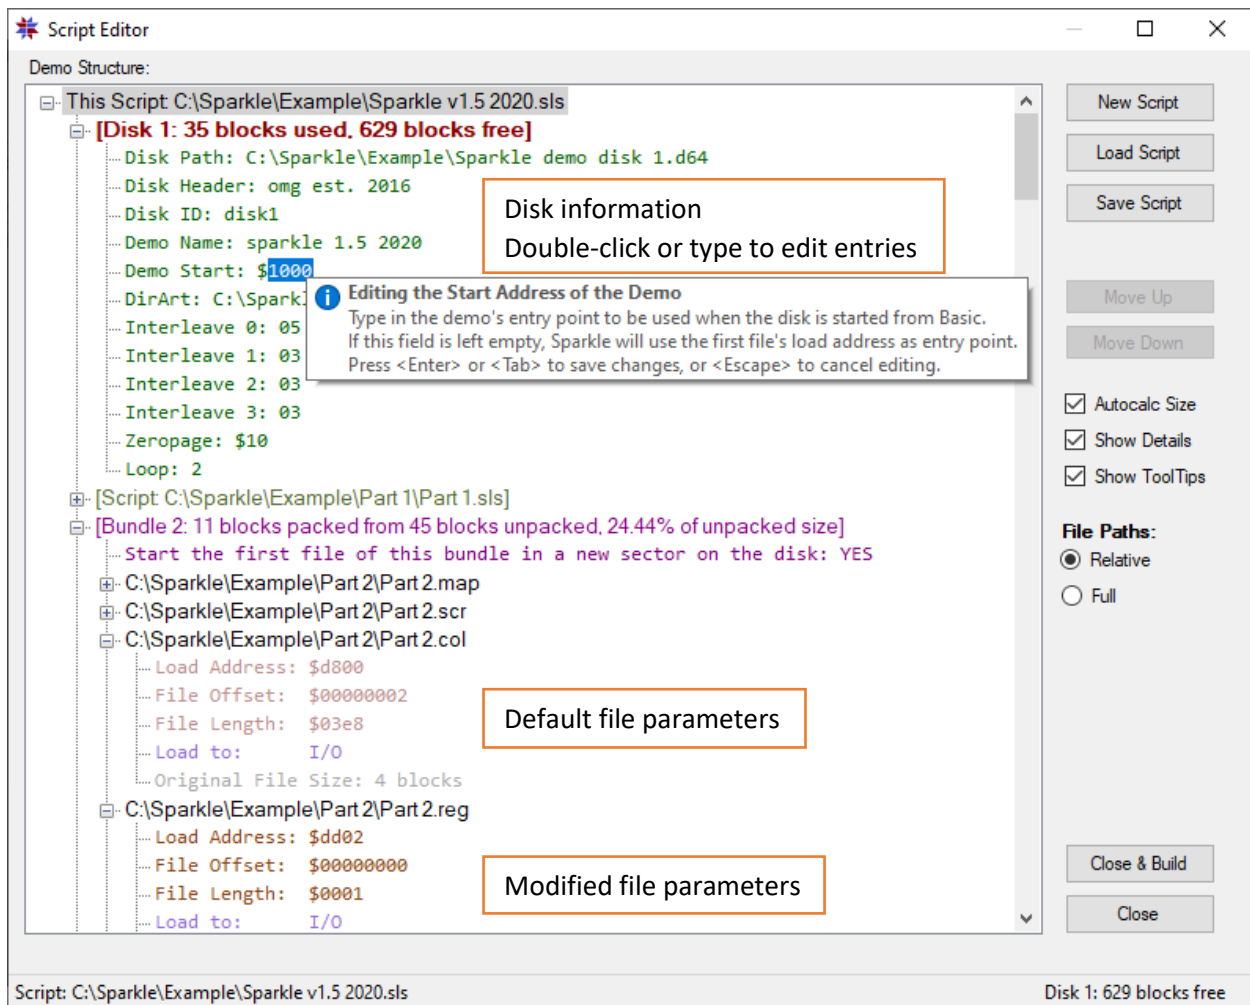 Script Editor
Demo Structure:
This Script: C:\Sparkle\Example\Sparkle v1.5 2020.sls
[Disk 1: 35 blocks used, 629 blocks free]
Disk Path: C:\Sparkle\Example\Sparkle demo disk 1.d64
Disk Header: omg est. 2016
Disk ID: disk1
Demo Name: sparkle 1.5 2020
Demo Start: $1000
DirArt: C:\Spark
Interleave 0: 05
Interleave 1: 03
Interleave 2: 03
Interleave 3: 03
Zeropage: $10
Loop: 2
Disk information
Double-click or type to edit entries
Editing the Start Address of the Demo
Type in the demo's entry point to be used when the disk is started from Basic.
If this field is left empty, Sparkle will use the first file's load address as entry point.
Press <Enter> or <Tab> to save changes, or <Escape> to cancel editing.
[Script: C:\Sparkle\Example\Part 1\Part 1.sls]
[Bundle 2: 11 blocks packed from 45 blocks unpacked, 24.44% of unpacked size]
Start the first file of this bundle in a new sector on the disk: YES
C:\Sparkle\Example\Part 2\Part 2.map
C:\Sparkle\Example\Part 2\Part 2.scr
C:\Sparkle\Example\Part 2\Part 2.col
Load Address: $d800
File Offset: $00000002
File Length: $03e8
Load to: I/O
Original File Size: 4 blocks
Default file parameters
C:\Sparkle\Example\Part 2\Part 2.reg
Load Address: $dd02
File Offset: $00000000
File Length: $0001
Load to: I/O
Modified file parameters
New Script
Load Script
Save Script
Move Up
Move Down
Autocalc Size
Show Details
Show ToolTips
File Paths:
Relative
Full
Close & Build
Close
Script: C:\Sparkle\Example\Sparkle v1.5 2020.sls
Disk 1: 629 blocks free